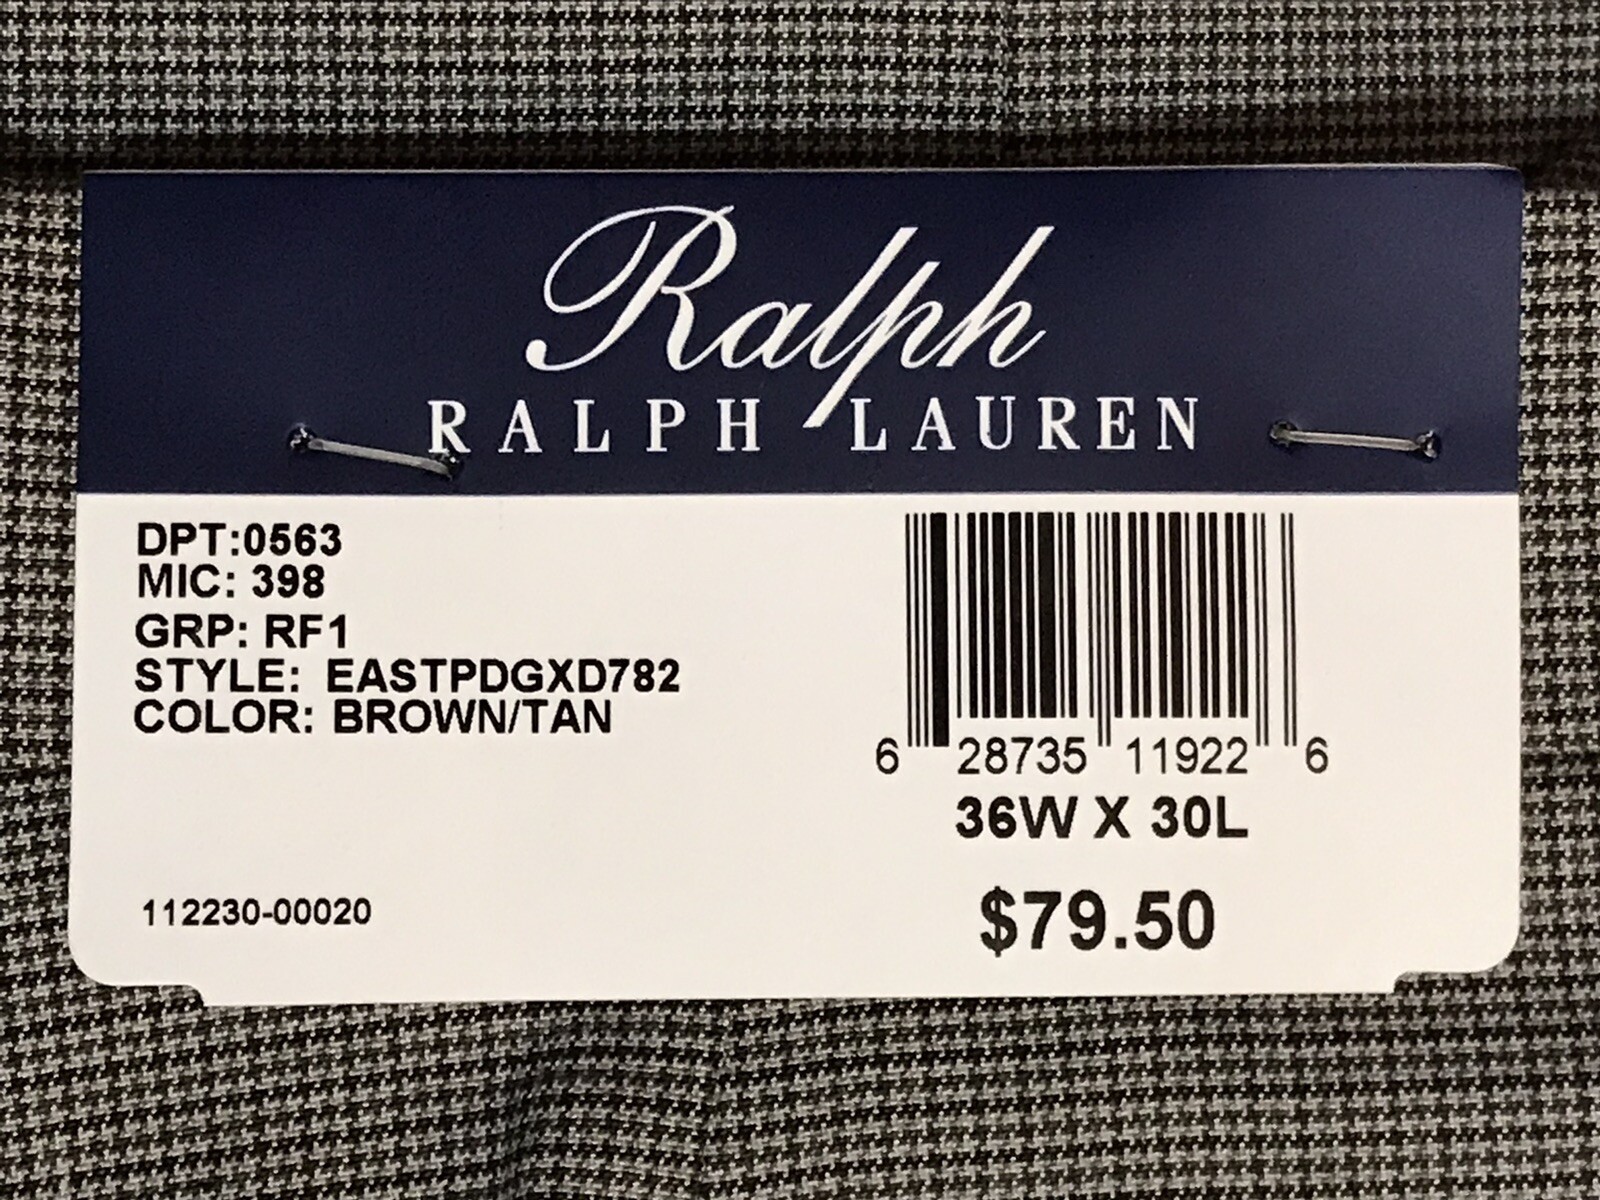 Ralph
RALPH LAUREN
DPT:0563
MIC: 398
GRP: RF1
STYLE: EASTPDGXD782
COLOR: BROWN/TAN
112230-00020
6 28735 11922 6
36W X 30L
$79.50